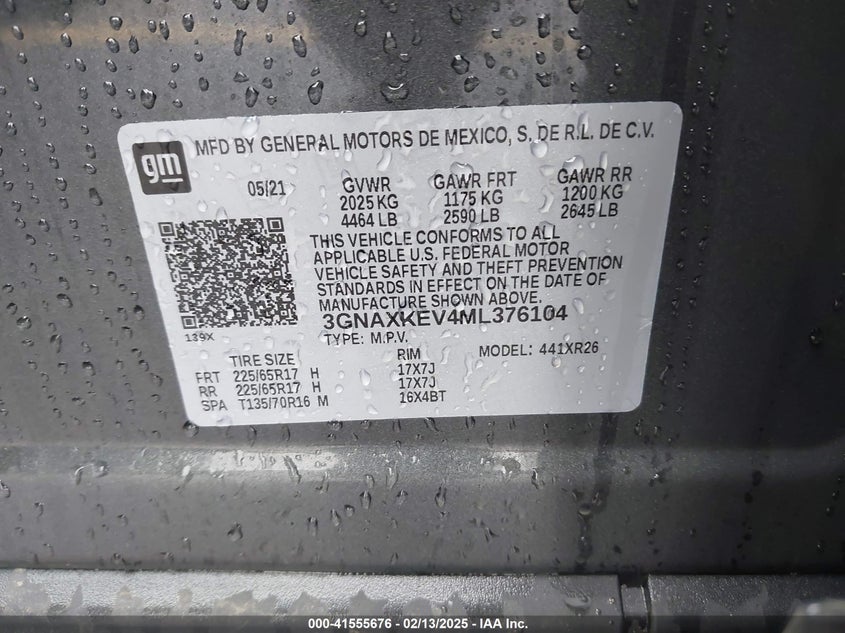 gm
MFD BY GENERAL MOTORS DE MEXICO, S. DE R.L. DE C.V.
05/21 GVWR GAWR FRT GAWR RR
2025 KG 1175 KG 1200 KG
4464 LB 2590 LB 2645 LB
THIS VEHICLE CONFORMS TO ALL
APPLICABLE U.S. FEDERAL MOTOR
VEHICLE SAFETY AND THEFT PREVENTION
STANDARDS IN EFFECT ON THE DATE OF
MANUFACTURE SHOWN ABOVE.
3GNAXKEV4ML376104
139X
TYPE: M.P.V. MODEL: 441XR26
TIRE SIZE RIM
FRT 225/65R17 H 17X7J
RR 225/65R17 H 17X7J
SPA T135/70R16 M 16X4BT
000-41555676 - 02/13/2025 - IAA Inc.